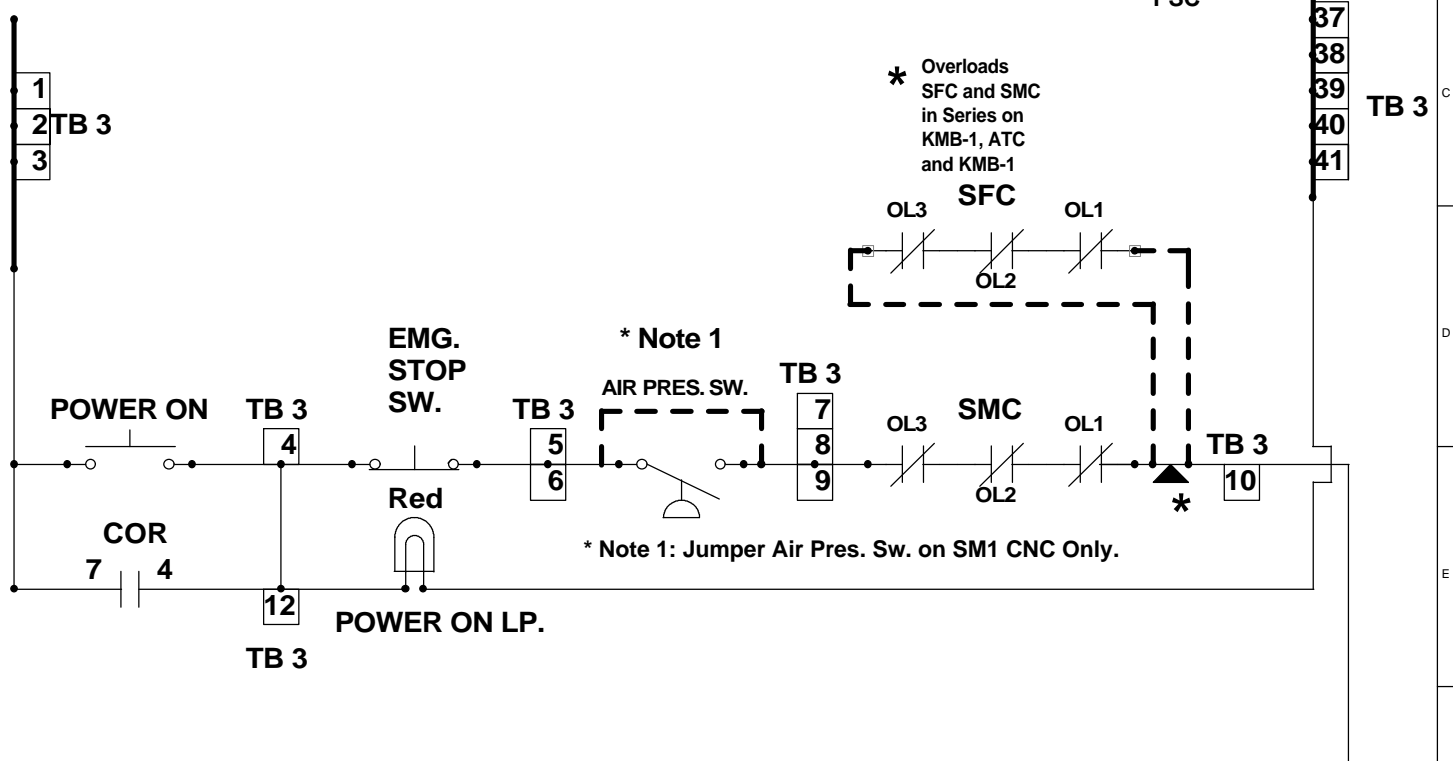 37
38
39
40
41
TB 3
C
1
2
3
TB 3
* Overloads
SFC and SMC
in Series on
KMB-1, ATC
and KMB-1
SFC
OL3
OL1
OL2
D
EMG.
STOP
SW.
* Note 1
AIR PRES. SW.
POWER ON
TB 3
4
TB 3
5
6
TB 3
7
8
9
SMC
OL3
OL1
OL2
TB 3
10
*
Red
* Note 1: Jumper Air Pres. Sw. on SM1 CNC Only.
COR
7
4
E
12
TB 3
POWER ON LP.